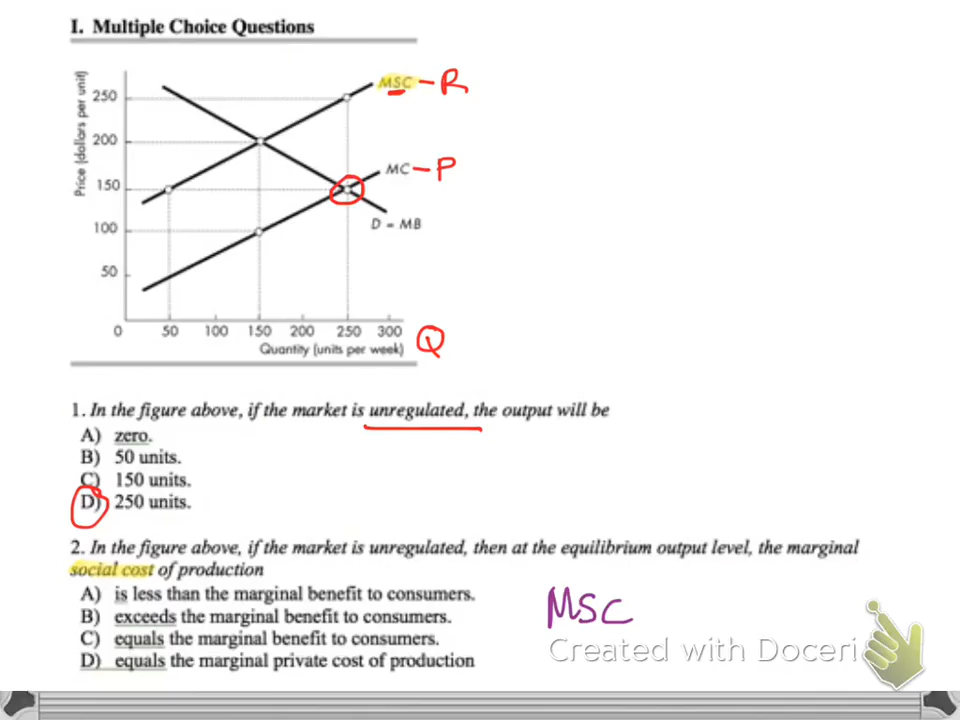 I. Multiple Choice Questions
Price (dollars per unit)
250
200
150
100
50
0
MSC - R
MC - P
D = MB
50 100 150 200 250 300
Quantity (units per week)
Q
1. In the figure above, if the market is unregulated, the output will be
A) zero.
B) 50 units.
C) 150 units.
D) 250 units.
2. In the figure above, if the market is unregulated, then at the equilibrium output level, the marginal
social cost of production
A) is less than the marginal benefit to consumers.
B) exceeds the marginal benefit to consumers.
C) equals the marginal benefit to consumers.
D) equals the marginal private cost of production
MSC
Created with Doceri